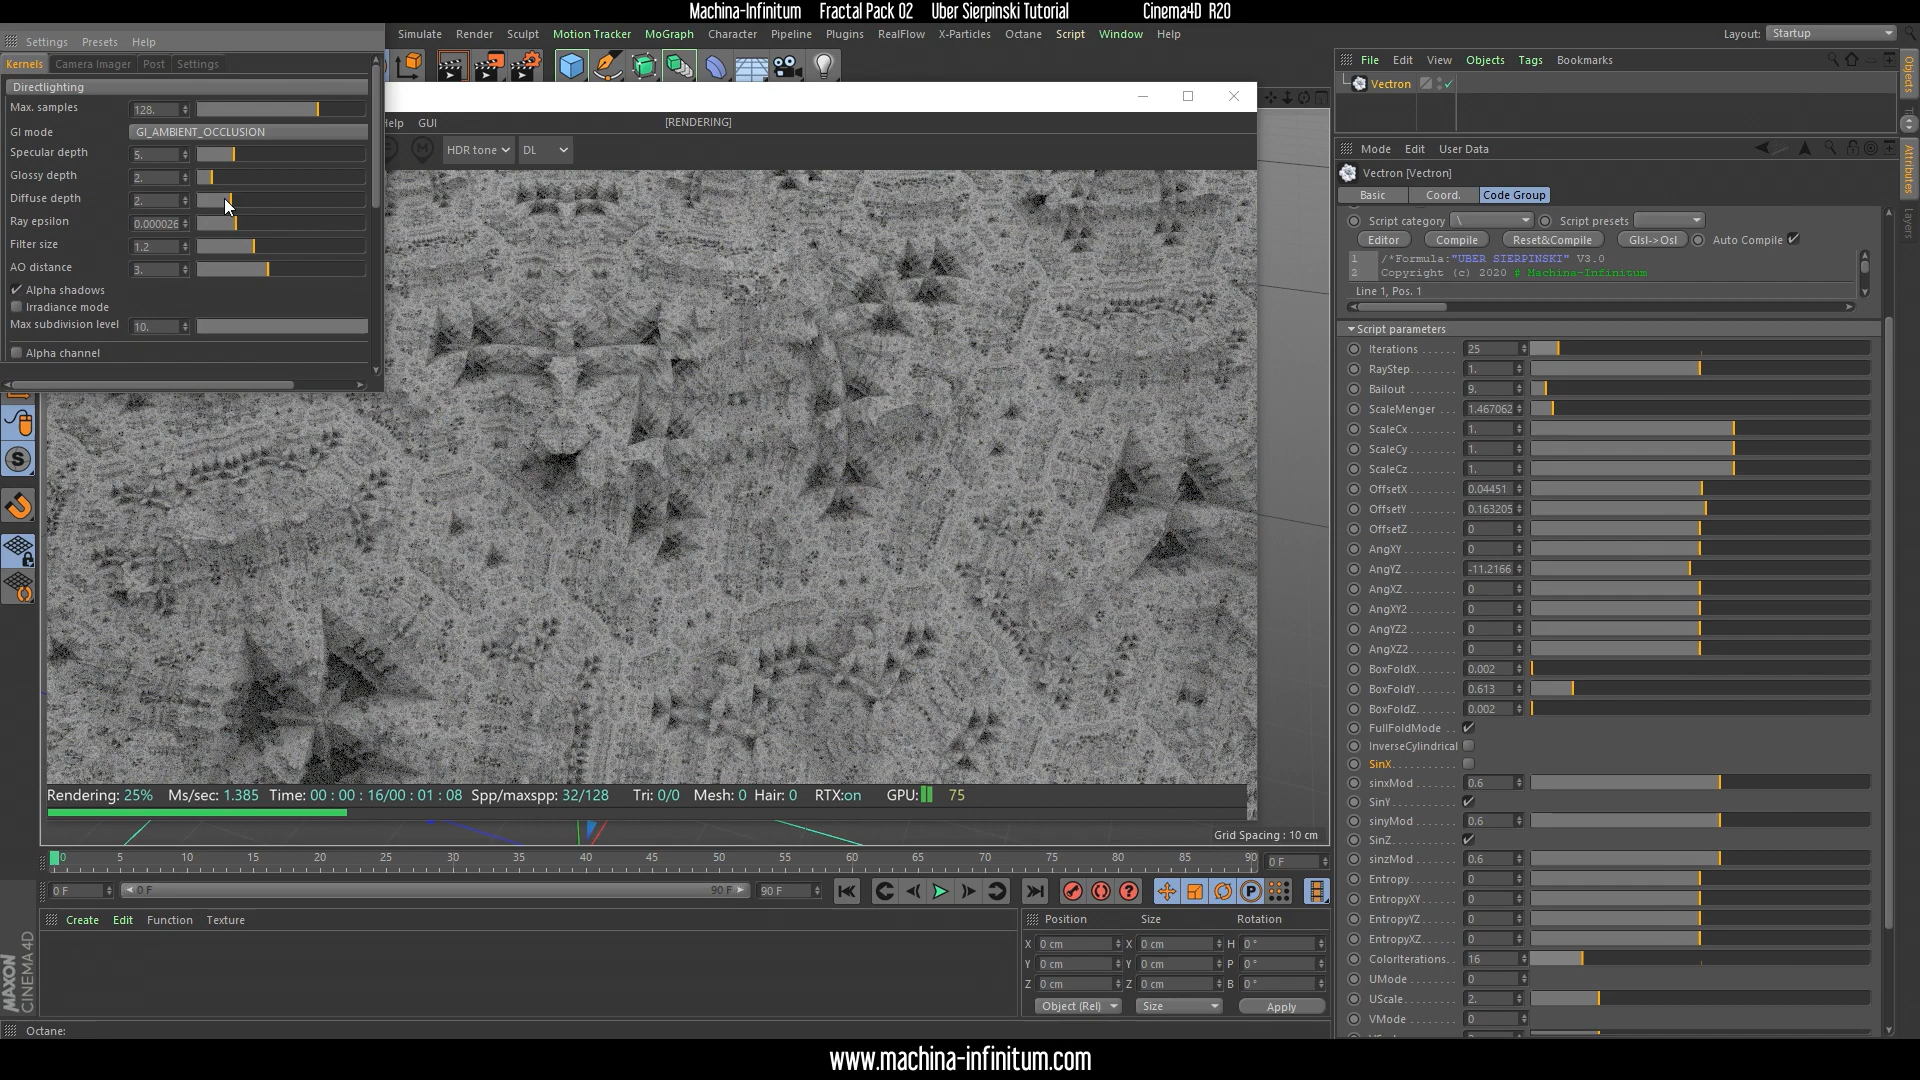 Machina-Infinitum Fractal Pack 02 Uber Sierpinski Tutorial Cinema4D R20
Settings Presets Help
Simulate Render Sculpt Motion Tracker MoGraph Character Pipeline Plugins RealFlow X-Particles Octane Script Window Help
Layout: Startup
Kernels Camera Imager Post Settings
Directlighting
Max. samples 128.
GI mode GI_AMBIENT_OCCLUSION
Specular depth 5.
Glossy depth 2.
Diffuse depth 2.
Ray epsilon 0.000026
Filter size 1.2
AO distance 3.
Alpha shadows
Irradiance mode
Max subdivision level 10.
Alpha channel
Help GUI [RENDERING]
HDR tone DL
Rendering: 25% Ms/sec: 1.385 Time: 00 : 00 : 16/00 : 01 : 08 Spp/maxspp: 32/128 Tri: 0/0 Mesh: 0 Hair: 0 RTX:on GPU: 75
Grid Spacing : 10 cm
0 5 10 15 20 25 30 35 40 45 50 55 60 65 70 75 80 85 90 0 F
0 F 0 F 90 F 90 F
Create Edit Function Texture
Position Size Rotation
X 0 cm X 0 cm H 0 °
Y 0 cm Y 0 cm P 0 °
Z 0 cm Z 0 cm B 0 °
Object (Rel) Size Apply
MAXON
CINEMA 4D
Octane:
File Edit View Objects Tags Bookmarks
Vectron
Objects
Mode Edit User Data
Vectron [Vectron]
Basic Coord. Code Group
Attributes
Layers
Script category \ Script presets
Editor Compile Reset&Compile Glsl->Osl Auto Compile
1 /*Formula:"UBER SIERPINSKI" V3.0
2 Copyright (c) 2020 # Machina-Infinitum
Line 1, Pos. 1
Script parameters
Iterations 25
RayStep 1.
Bailout 9.
ScaleMenger 1.467062
ScaleCx 1.
ScaleCy 1.
ScaleCz 1.
OffsetX 0.04451
OffsetY 0.163205
OffsetZ 0
AngXY 0
AngYZ -11.2166
AngXZ 0
AngXY2 0
AngYZ2 0
AngXZ2 0
BoxFoldX 0.002
BoxFoldY 0.613
BoxFoldZ 0.002
FullFoldMode
InverseCylindrical
SinX
sinxMod 0.6
SinY
sinyMod 0.6
SinZ
sinzMod 0.6
Entropy 0
EntropyXY 0
EntropyYZ 0
EntropyXZ 0
ColorIterations 16
UMode 0
UScale 2.
VMode 0
www.machina-infinitum.com